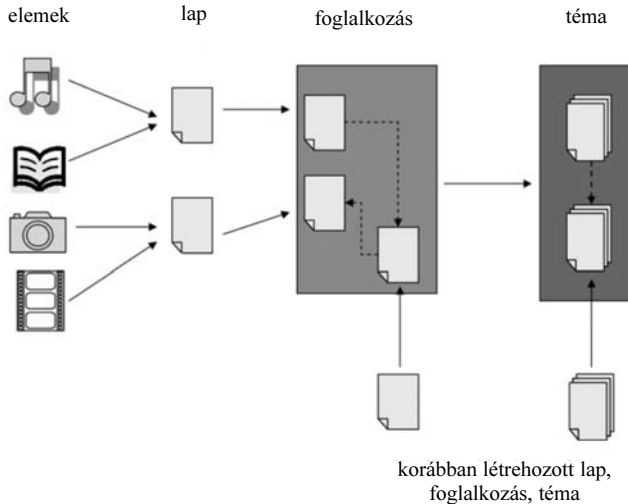 elemek
lap
foglalkozás
téma
korábban létrehozott lap,
foglalkozás, téma